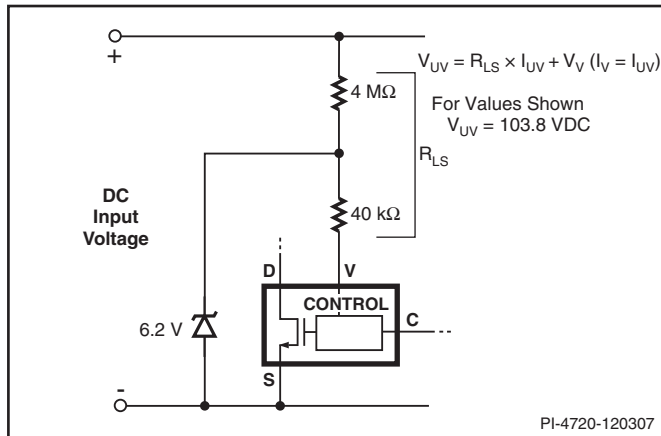 +
V_UV = R_LS × I_UV + V_V (I_V = I_UV)
4 MΩ
For Values Shown
V_UV = 103.8 VDC
R_LS
DC
Input
Voltage
40 kΩ
D
V
CONTROL
C
6.2 V
S
-
PI-4720-120307